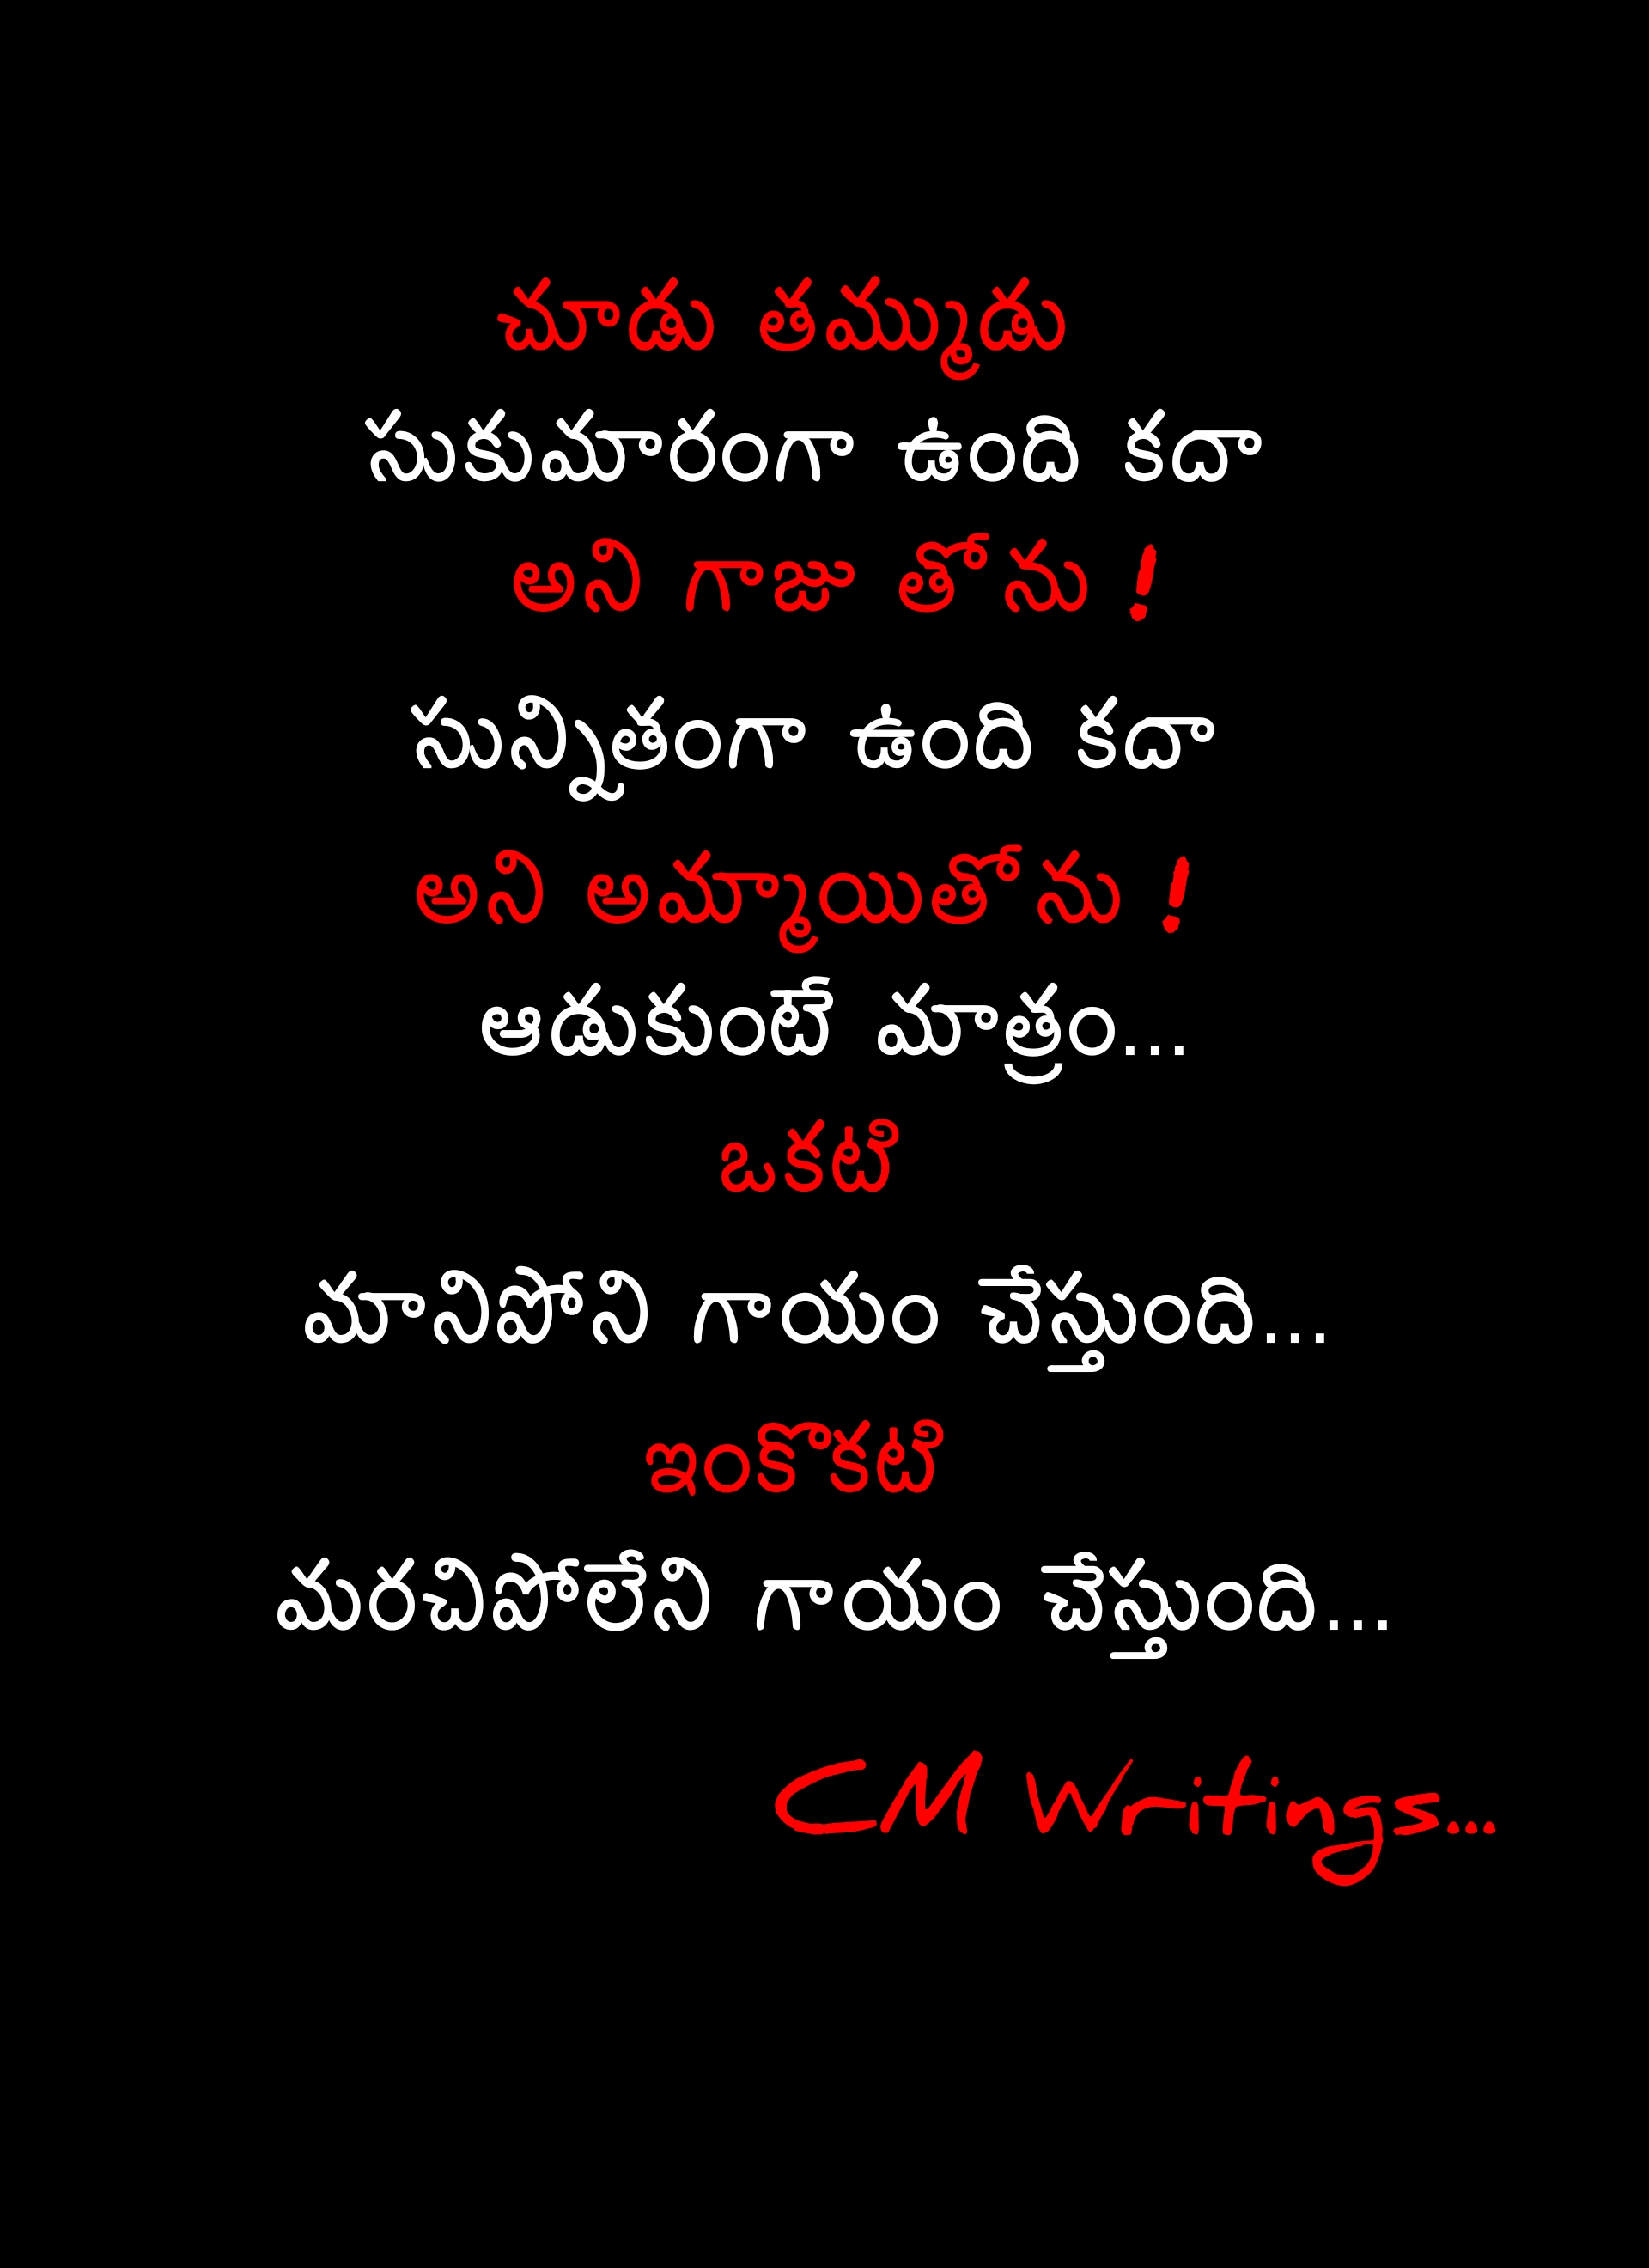 చూడు తమ్ముడు
సుకుమారంగా ఉంది కదా
అని గాజు తోను !
సున్నితంగా ఉంది కదా
అని అమ్మాయితోను !
ఆడుకుంటే మాత్రం...
ఒకటి
మానిపోని గాయం చేస్తుంది...
ఇంకొకటి
మరచిపోలేని గాయం చేస్తుంది...
CM Writings...